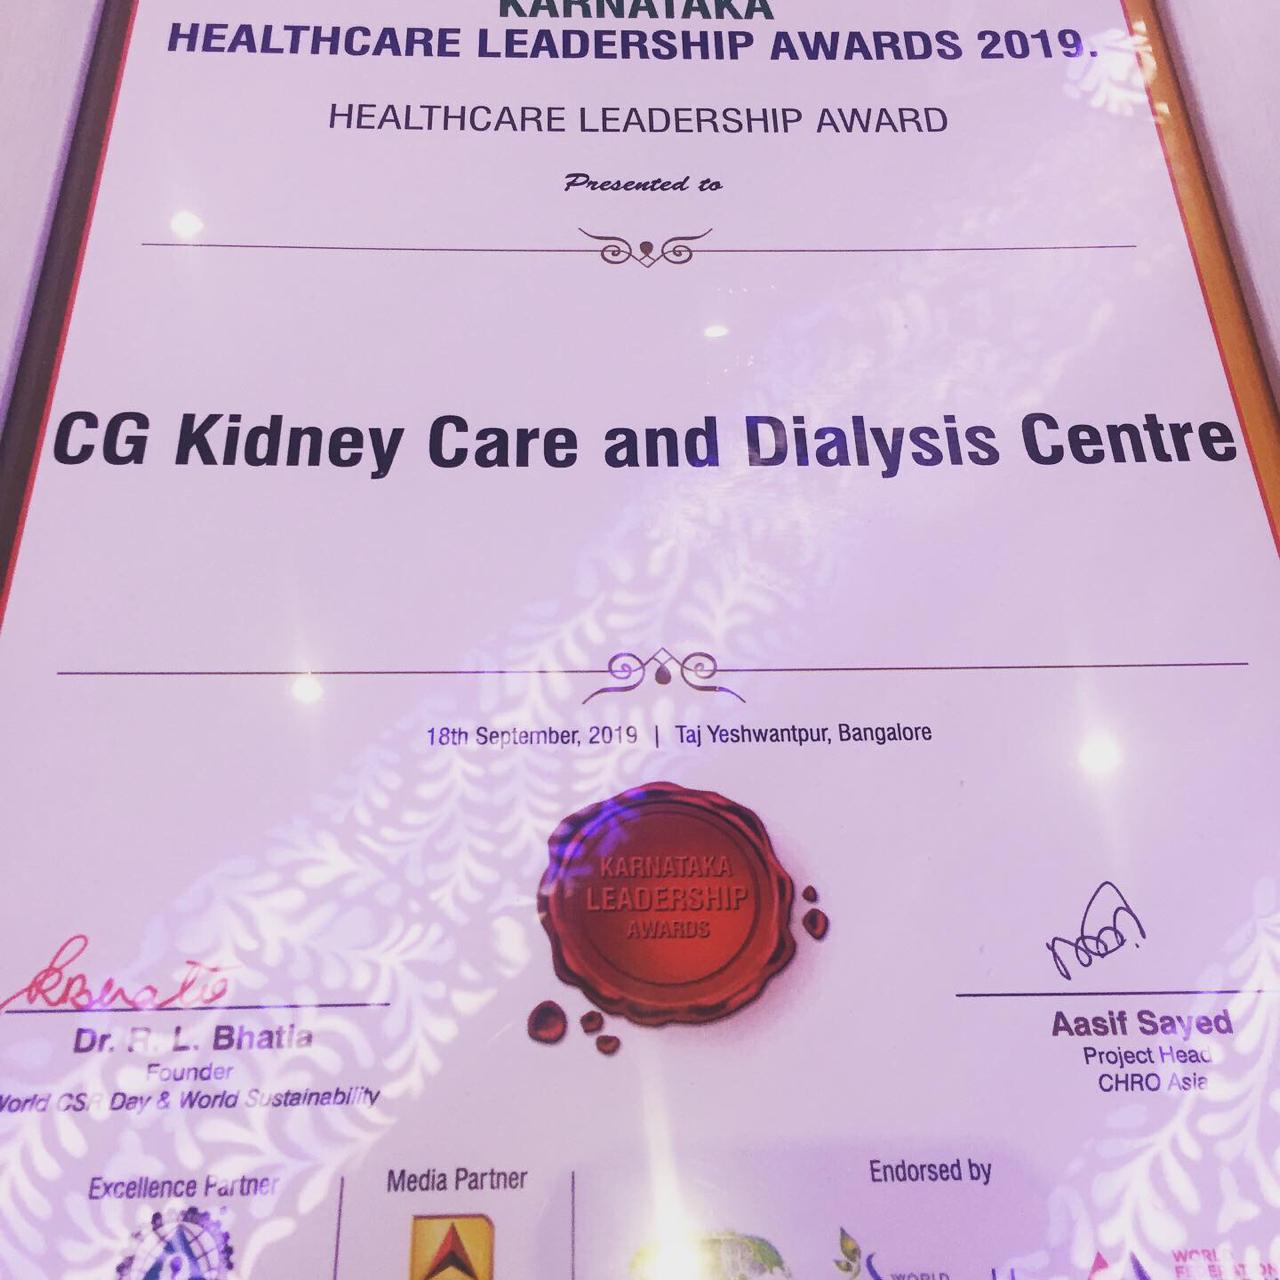 KARNATAKA
HEALTHCARE LEADERSHIP AWARDS 2019.
HEALTHCARE LEADERSHIP AWARD
Presented to
CG Kidney Care and Dialysis Centre
18th September, 2019 | Taj Yeshwantpur, Bangalore
KARNATAKA
LEADERSHIP
AWARDS
Dr. R. L. Bhatia
Founder
World CSR Day & World Sustainability
Aasif Sayed
Project Head
CHRO Asia
Excellence Partner
Media Partner
Endorsed by
WORLD
WORLD
FEDERATION